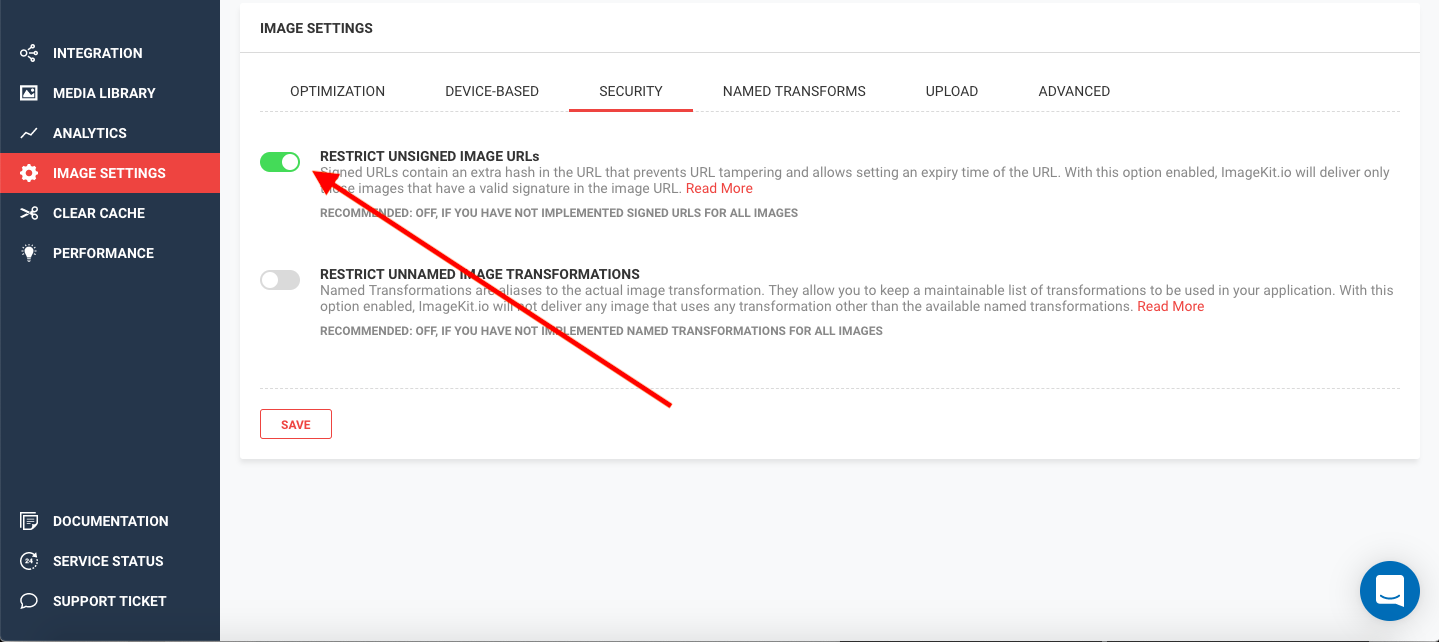 INTEGRATION
MEDIA LIBRARY
ANALYTICS
IMAGE SETTINGS
CLEAR CACHE
PERFORMANCE
DOCUMENTATION
24
SERVICE STATUS
SUPPORT TICKET
IMAGE SETTINGS
OPTIMIZATION DEVICE-BASED SECURITY NAMED TRANSFORMS UPLOAD ADVANCED
RESTRICT UNSIGNED IMAGE URLs
Signed URLs contain an extra hash in the URL that prevents URL tampering and allows setting an expiry time of the URL. With this option enabled, ImageKit.io will deliver only
those images that have a valid signature in the image URL. Read More
RECOMMENDED: OFF, IF YOU HAVE NOT IMPLEMENTED SIGNED URLS FOR ALL IMAGES
RESTRICT UNNAMED IMAGE TRANSFORMATIONS
Named Transformations are aliases to the actual image transformation. They allow you to keep a maintainable list of transformations to be used in your application. With this
option enabled, ImageKit.io will not deliver any image that uses any transformation other than the available named transformations. Read More
RECOMMENDED: OFF, IF YOU HAVE NOT IMPLEMENTED NAMED TRANSFORMATIONS FOR ALL IMAGES
SAVE